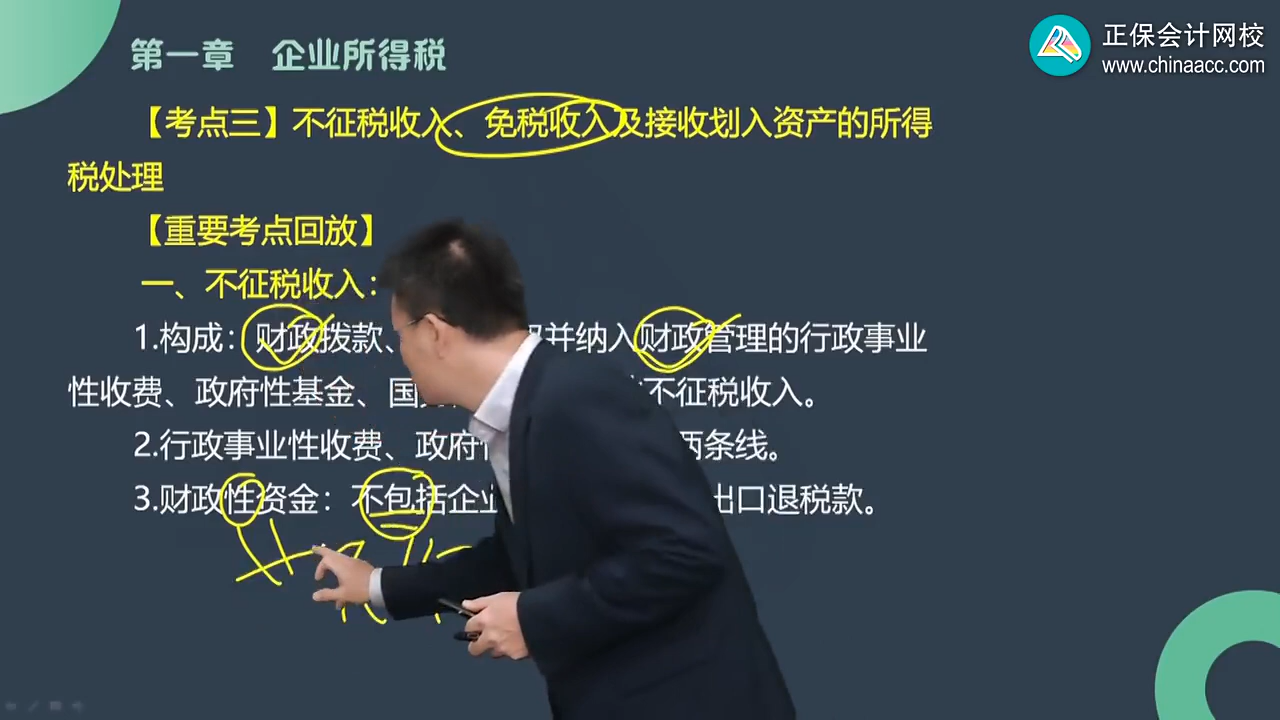 第一章 企业所得税
正保会计网校
www.chinaacc.com
【考点三】不征税收入、免税收入及接收划入资产的所得
税处理
【重要考点回放】
一、不征税收入：
1.构成：财政拨款、 并纳入财政管理的行政事业
性收费、政府性基金、国 不征税收入。
2.行政事业性收费、政府 两条线。
3.财政性资金：不包括企业 出口退税款。